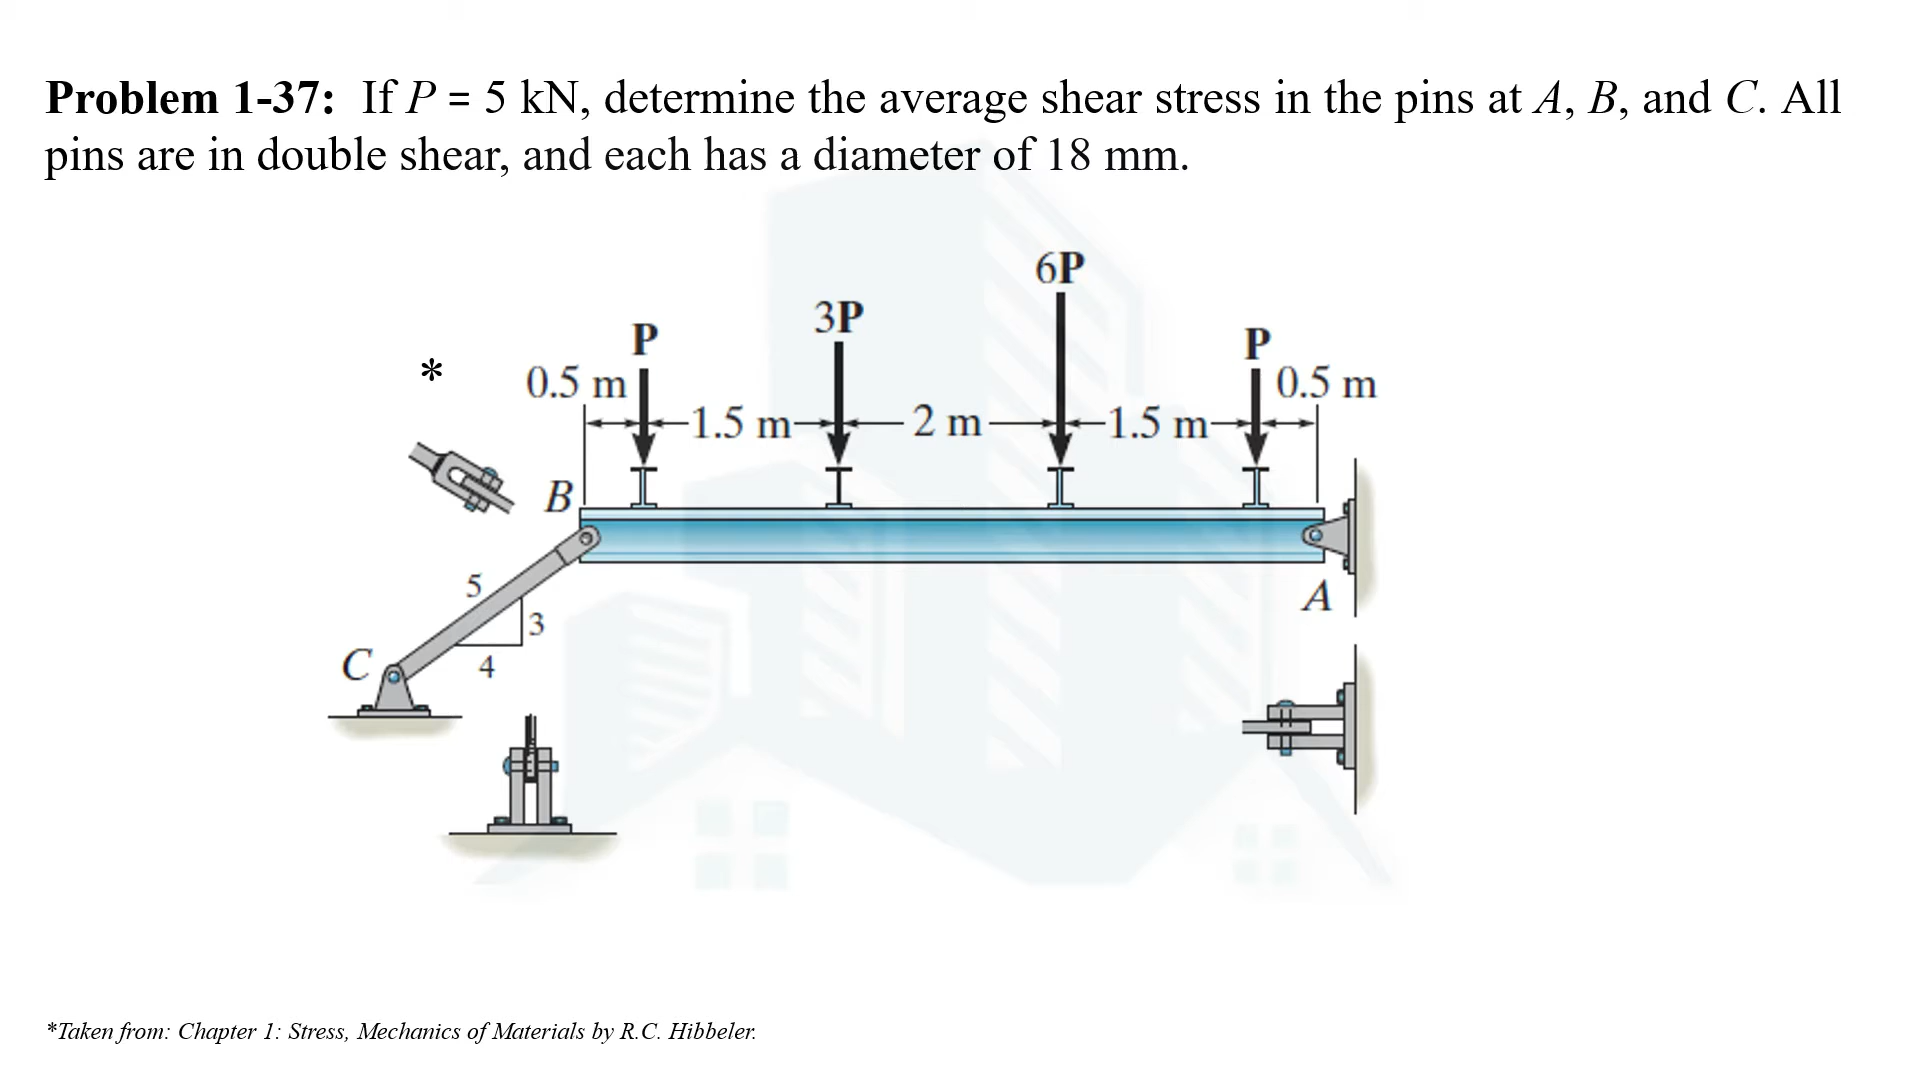 Problem 1-37: If P = 5 kN, determine the average shear stress in the pins at A, B, and C. All
pins are in double shear, and each has a diameter of 18 mm.
6P
3P
P
P
*
0.5 m
0.5 m
1.5 m
2 m
1.5 m
B
5
3
A
C
4
*Taken from: Chapter 1: Stress, Mechanics of Materials by R.C. Hibbeler.